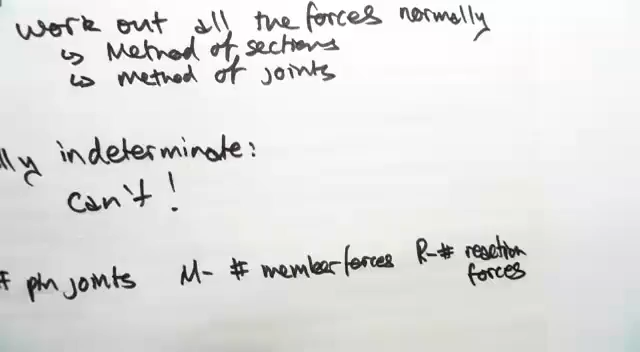 work out all the forces normally
↳ Method of sections
↳ method of joints
lly indeterminate:
can't!
# pin joints M- # member forces R-# reaction
forces